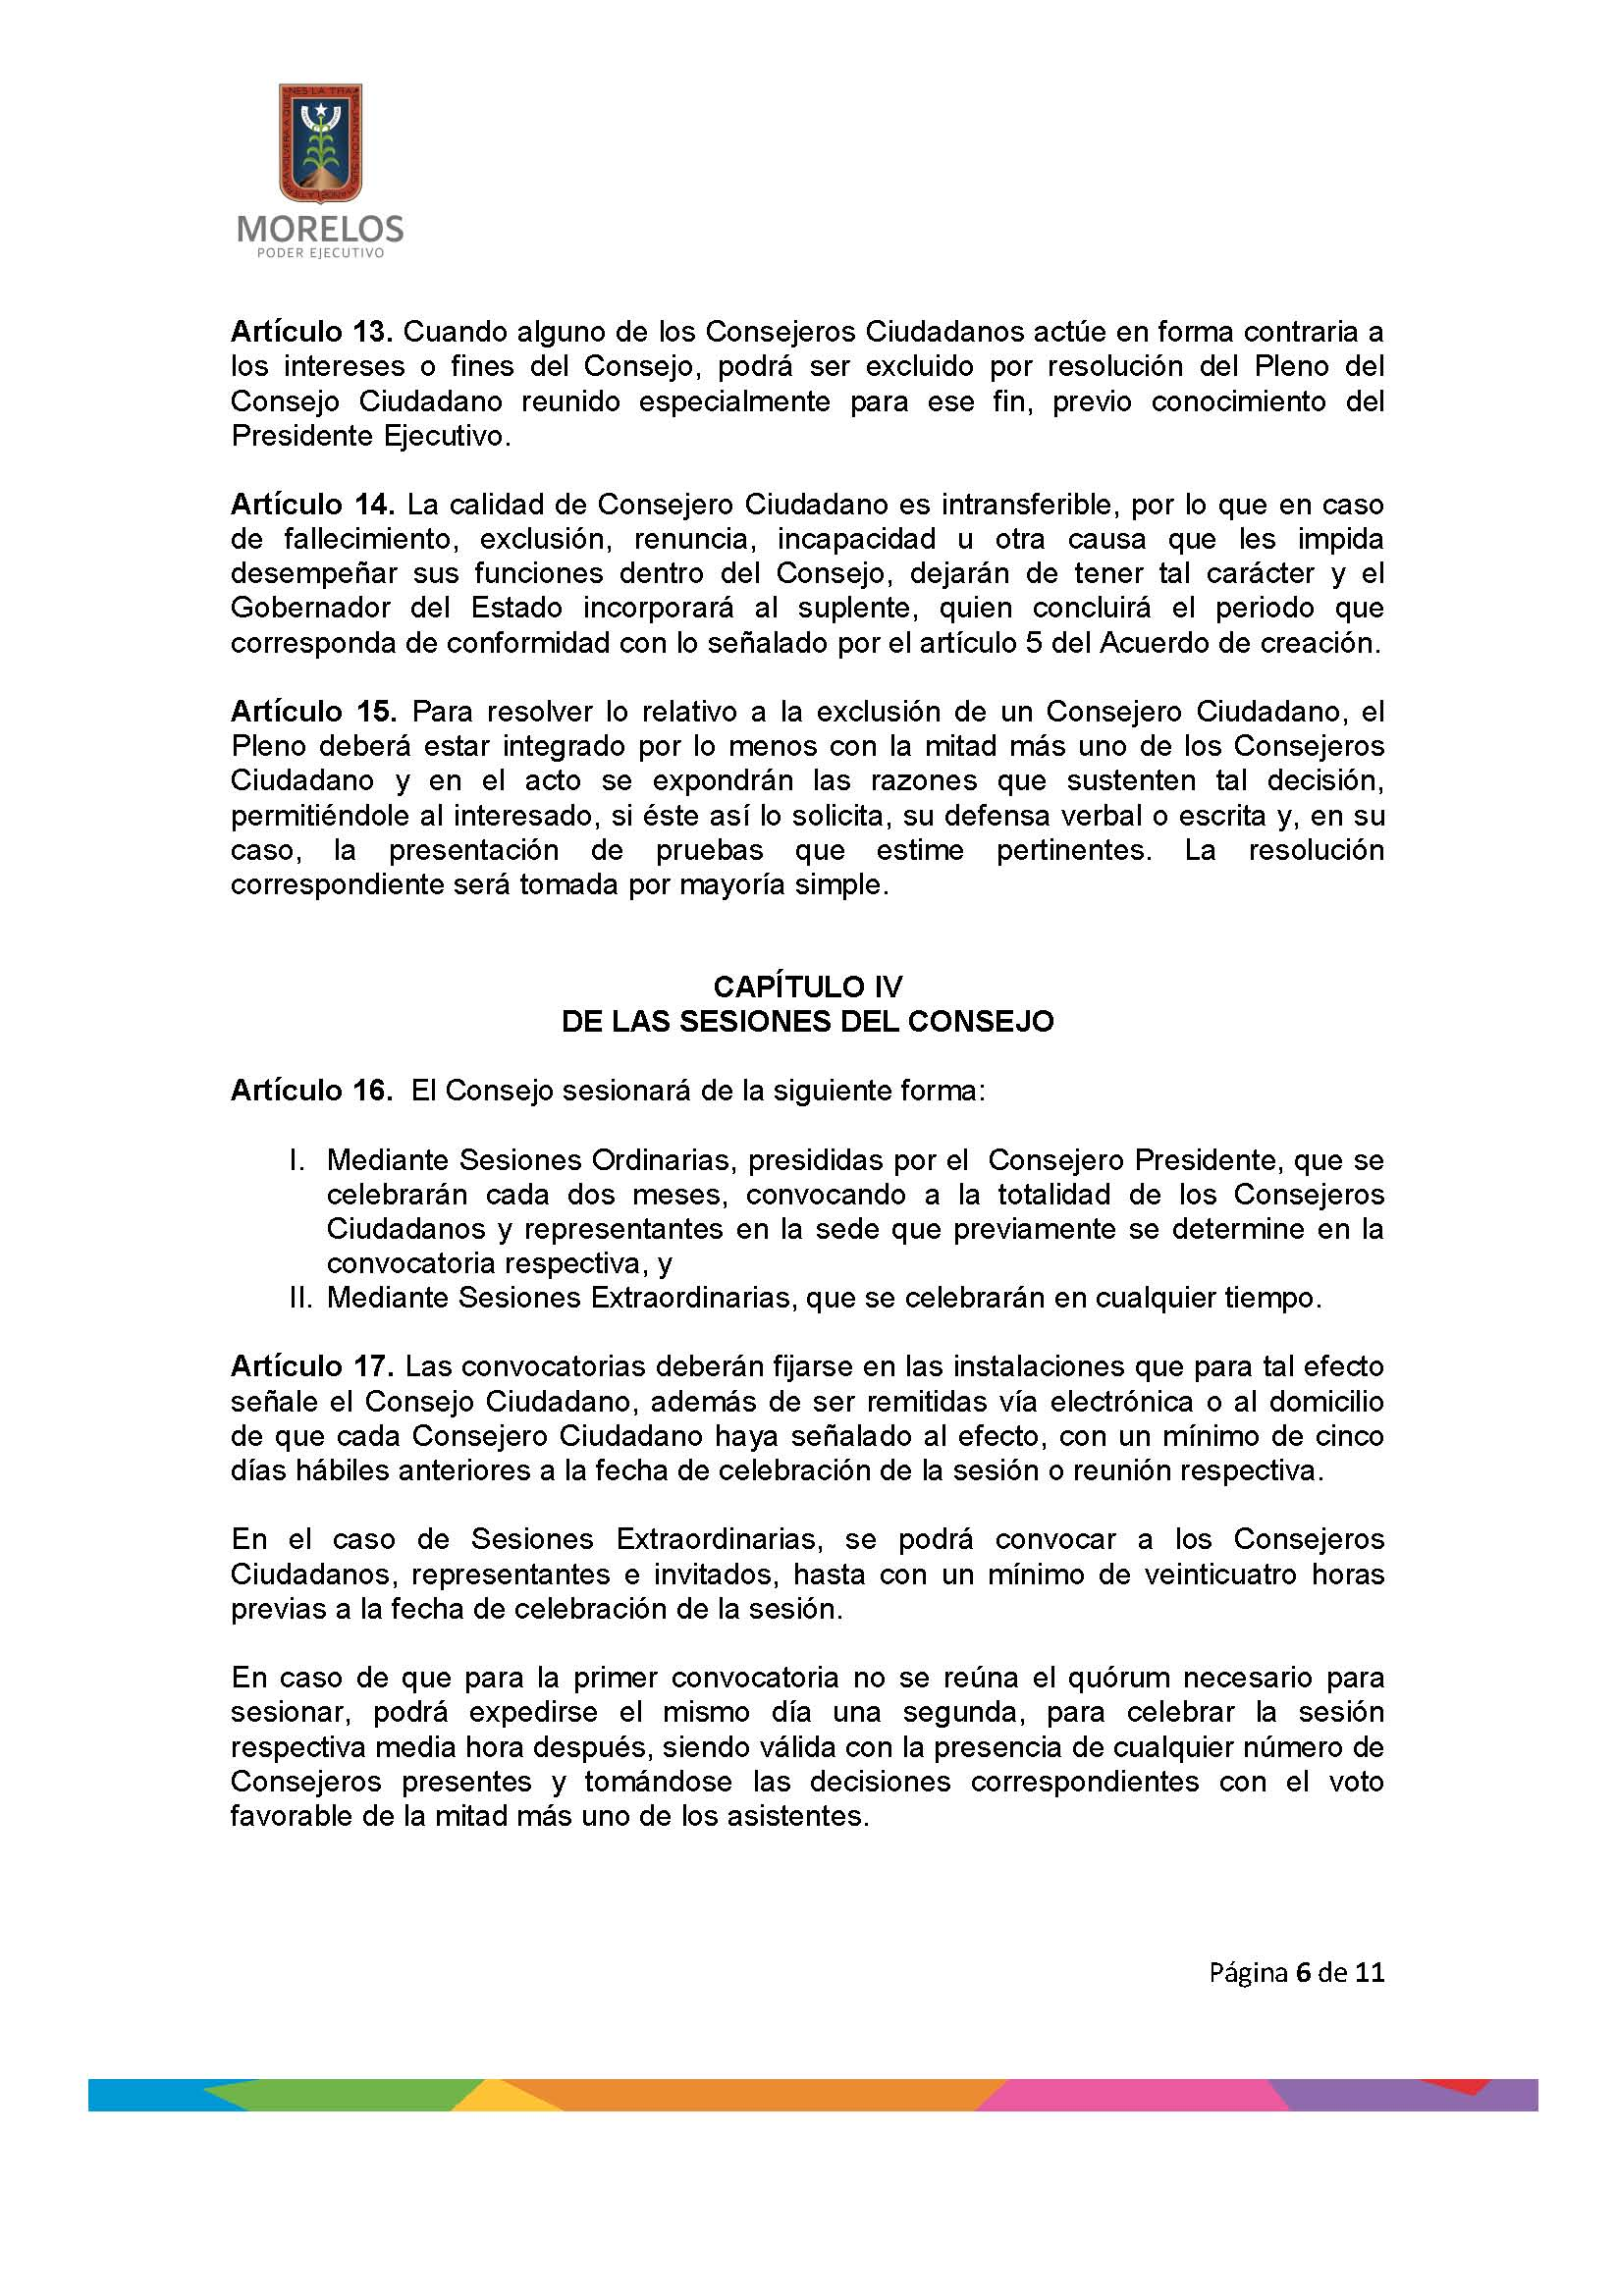 MORELOS
PODER EJECUTIVO
Artículo 13. Cuando alguno de los Consejeros Ciudadanos actúe en forma contraria a
los intereses o fines del Consejo, podrá ser excluido por resolución del Pleno del
Consejo Ciudadano reunido especialmente para ese fin, previo conocimiento del
Presidente Ejecutivo.
Artículo 14. La calidad de Consejero Ciudadano es intransferible, por lo que en caso
de fallecimiento, exclusión, renuncia, incapacidad u otra causa que les impida
desempeñar sus funciones dentro del Consejo, dejarán de tener tal carácter y el
Gobernador del Estado incorporará al suplente, quien concluirá el periodo que
corresponda de conformidad con lo señalado por el artículo 5 del Acuerdo de creación.
Artículo 15. Para resolver lo relativo a la exclusión de un Consejero Ciudadano, el
Pleno deberá estar integrado por lo menos con la mitad más uno de los Consejeros
Ciudadano y en el acto se expondrán las razones que sustenten tal decisión,
permitiéndole al interesado, si éste así lo solicita, su defensa verbal o escrita y, en su
caso, la presentación de pruebas que estime pertinentes. La resolución
correspondiente será tomada por mayoría simple.
CAPÍTULO IV
DE LAS SESIONES DEL CONSEJO
Artículo 16. El Consejo sesionará de la siguiente forma:
I. Mediante Sesiones Ordinarias, presididas por el Consejero Presidente, que se
celebrarán cada dos meses, convocando a la totalidad de los Consejeros
Ciudadanos y representantes en la sede que previamente se determine en la
convocatoria respectiva, y
II. Mediante Sesiones Extraordinarias, que se celebrarán en cualquier tiempo.
Artículo 17. Las convocatorias deberán fijarse en las instalaciones que para tal efecto
señale el Consejo Ciudadano, además de ser remitidas vía electrónica o al domicilio
de que cada Consejero Ciudadano haya señalado al efecto, con un mínimo de cinco
días hábiles anteriores a la fecha de celebración de la sesión o reunión respectiva.
En el caso de Sesiones Extraordinarias, se podrá convocar a los Consejeros
Ciudadanos, representantes e invitados, hasta con un mínimo de veinticuatro horas
previas a la fecha de celebración de la sesión.
En caso de que para la primer convocatoria no se reúna el quórum necesario para
sesionar, podrá expedirse el mismo día una segunda, para celebrar la sesión
respectiva media hora después, siendo válida con la presencia de cualquier número de
Consejeros presentes y tomándose las decisiones correspondientes con el voto
favorable de la mitad más uno de los asistentes.
Página 6 de 11